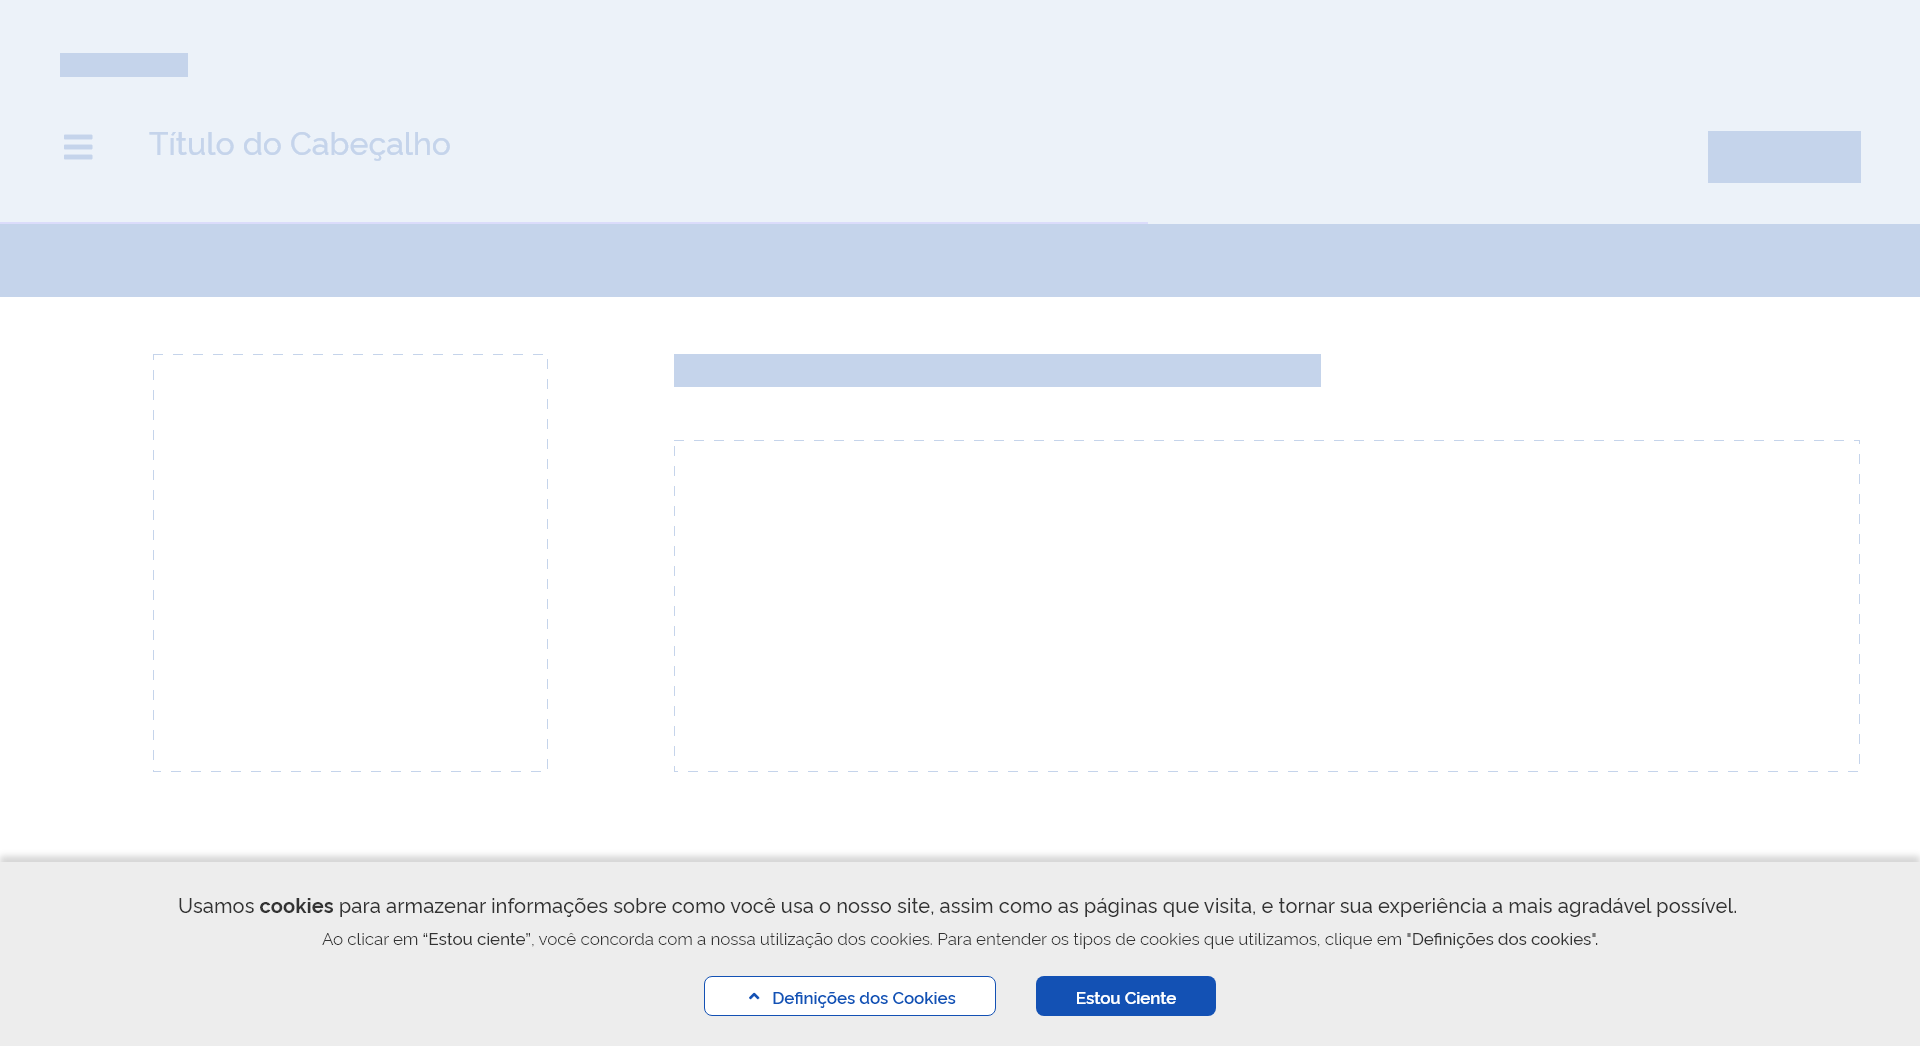 Título do Cabeçalho
Usamos cookies para armazenar informações sobre como você usa o nosso site, assim como as páginas que visita, e tornar sua experiência a mais agradável possível.
Ao clicar em “Estou ciente”, você concorda com a nossa utilização dos cookies. Para entender os tipos de cookies que utilizamos, clique em "Definições dos cookies".
Definições dos Cookies
Estou Ciente